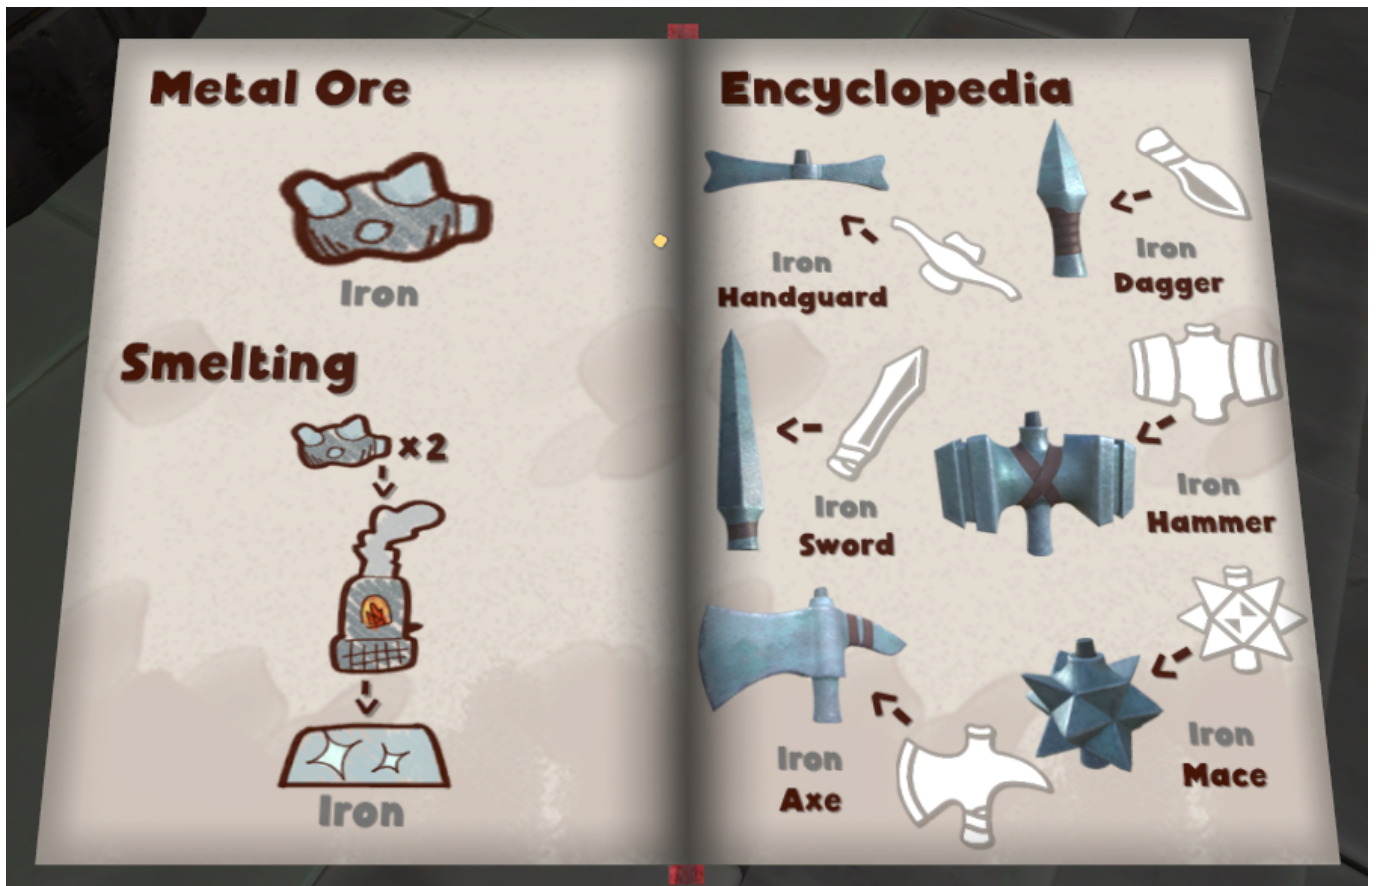 Metal Ore
Iron
Smelting
×2
Iron
Encyclopedia
Iron
Handguard
Iron
Dagger
Iron
Sword
Iron
Hammer
Iron
Axe
Iron
Mace